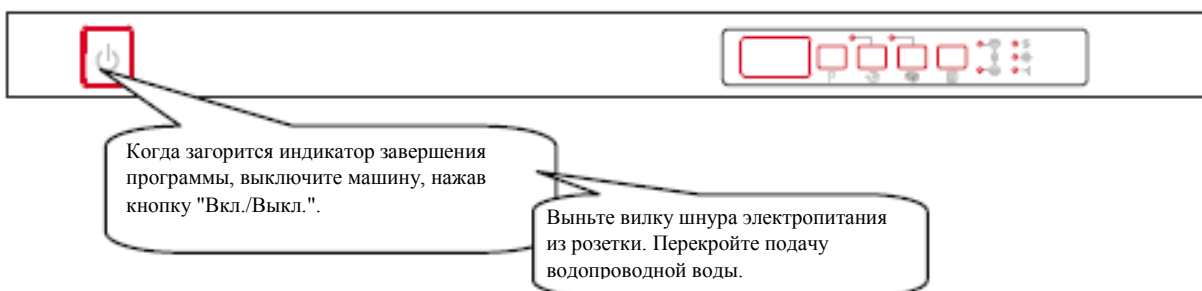 P
S
Когда загорится индикатор завершения
программы, выключите машину, нажав
кнопку "Вкл./Выкл.".
Выньте вилку шнура электропитания
из розетки. Перекройте подачу
водопроводной воды.